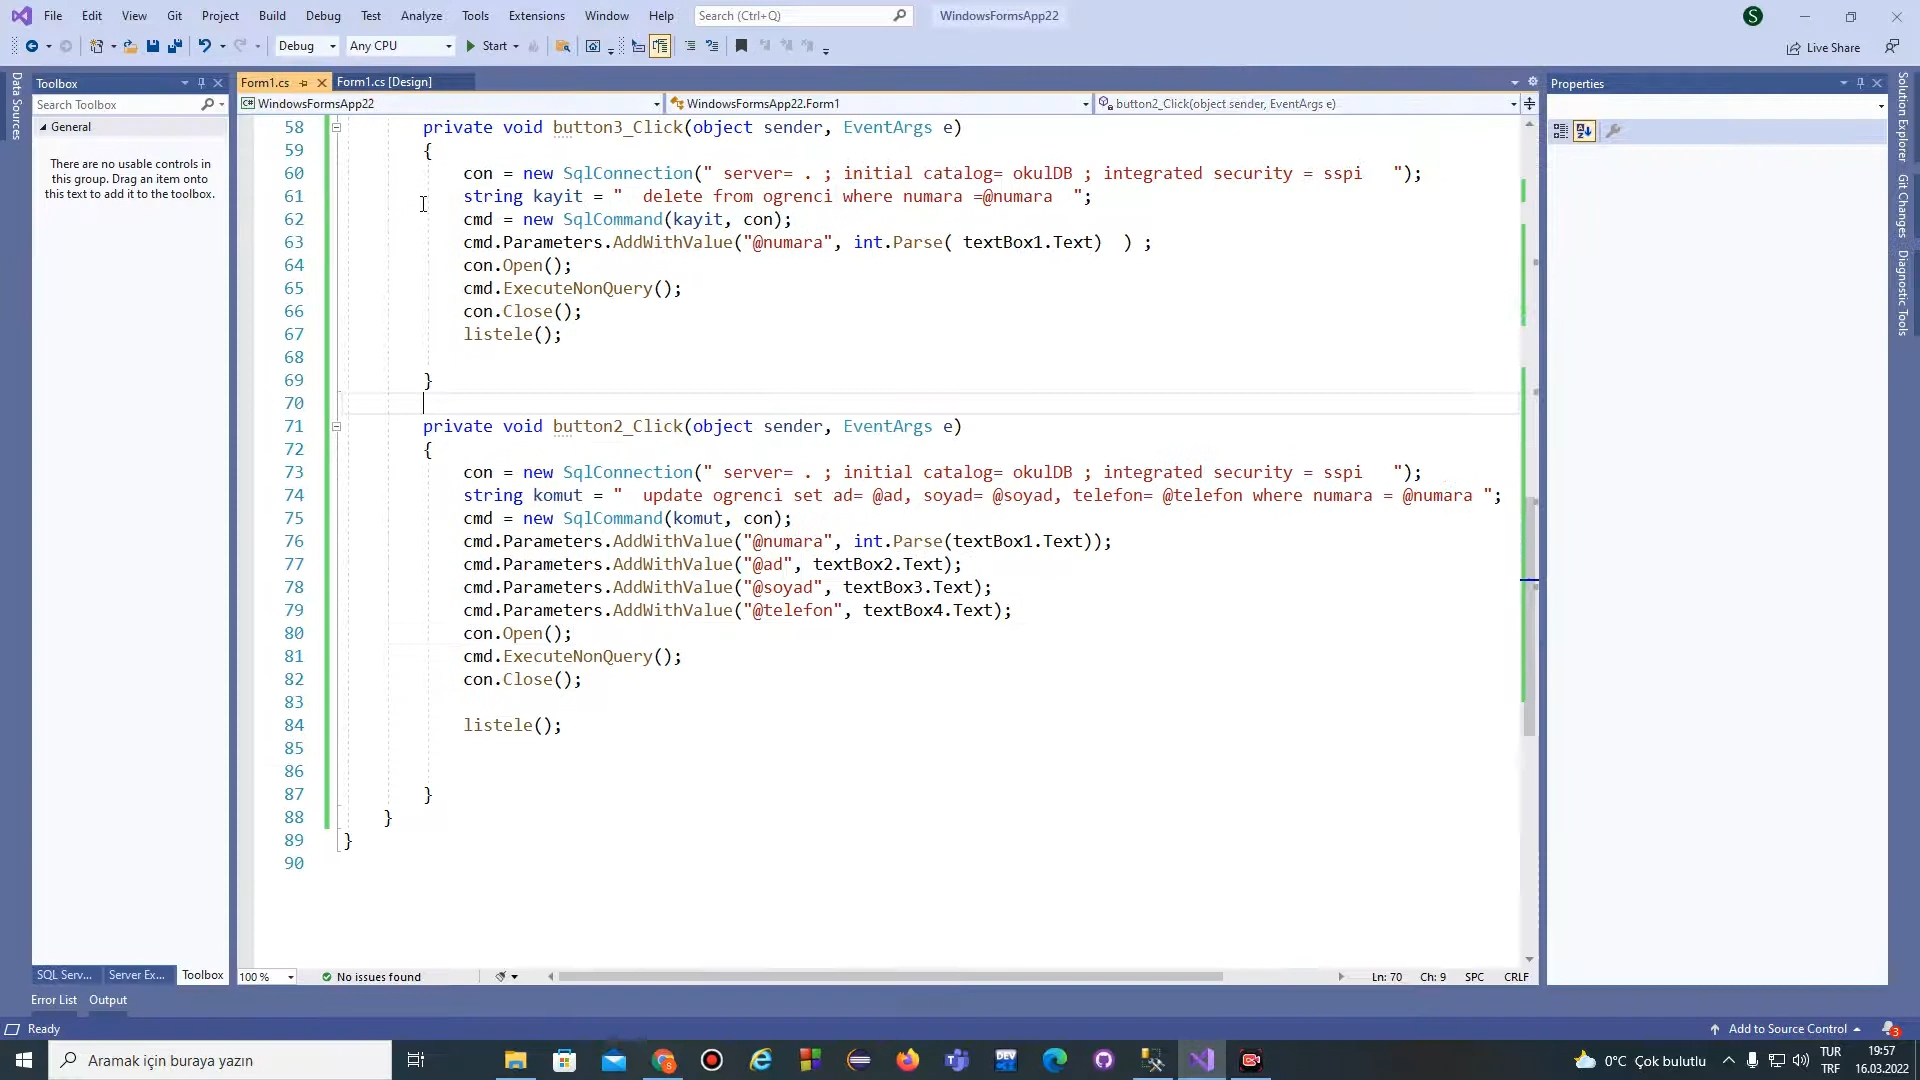 File Edit View Git Project Build Debug Test Analyze Tools Extensions Window Help Search (Ctrl+Q) WindowsFormsApp22 S
Debug Any CPU Start Live Share
Data Sources
Toolbox
Search Toolbox
General
There are no usable controls in
this group. Drag an item onto
this text to add it to the toolbox.
SQL Serv... Server Ex... Toolbox
Form1.cs Form1.cs [Design]
WindowsFormsApp22 WindowsFormsApp22.Form1 button2_Click(object sender, EventArgs e)
58 private void button3_Click(object sender, EventArgs e)
59 {
60 con = new SqlConnection(" server= . ; initial catalog= okulDB ; integrated security = sspi   ");
61 string kayit = "  delete from ogrenci where numara =@numara  ";
62 cmd = new SqlCommand(kayit, con);
63 cmd.Parameters.AddWithValue("@numara", int.Parse( textBox1.Text)  ) ;
64 con.Open();
65 cmd.ExecuteNonQuery();
66 con.Close();
67 listele();
68
69 }
70
71 private void button2_Click(object sender, EventArgs e)
72 {
73 con = new SqlConnection(" server= . ; initial catalog= okulDB ; integrated security = sspi   ");
74 string komut = "  update ogrenci set ad= @ad, soyad= @soyad, telefon= @telefon where numara = @numara ";
75 cmd = new SqlCommand(komut, con);
76 cmd.Parameters.AddWithValue("@numara", int.Parse(textBox1.Text));
77 cmd.Parameters.AddWithValue("@ad", textBox2.Text);
78 cmd.Parameters.AddWithValue("@soyad", textBox3.Text);
79 cmd.Parameters.AddWithValue("@telefon", textBox4.Text);
80 con.Open();
81 cmd.ExecuteNonQuery();
82 con.Close();
83
84 listele();
85
86
87 }
88 }
89 }
90
100 % No issues found Ln: 70 Ch: 9 SPC CRLF
Properties
Solution Explorer
Git Changes
Diagnostic Tools
Error List Output
Ready Add to Source Control 3
Aramak için buraya yazın DEV 0°C Çok bulutlu TUR 19:57
TRF 16.03.2022